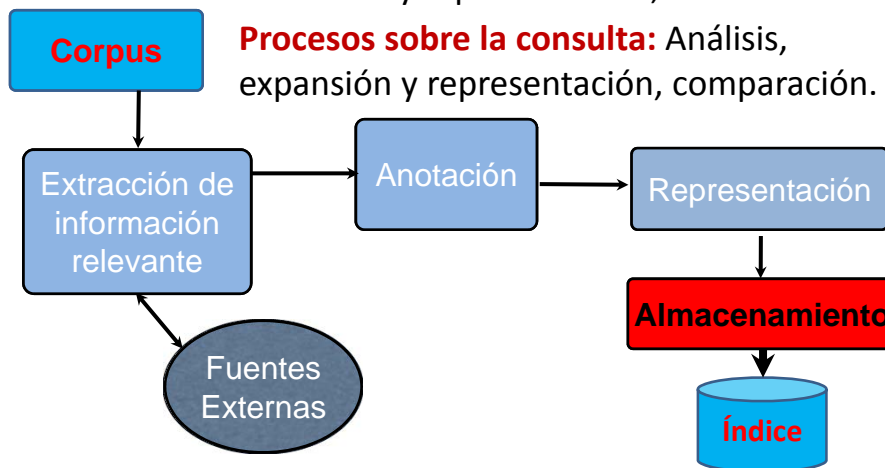 Corpus
Procesos sobre la consulta: Análisis,
expansión y representación, comparación.
Extracción de
información
relevante
Anotación
Representación
Almacenamiento
Fuentes
Externas
Índice